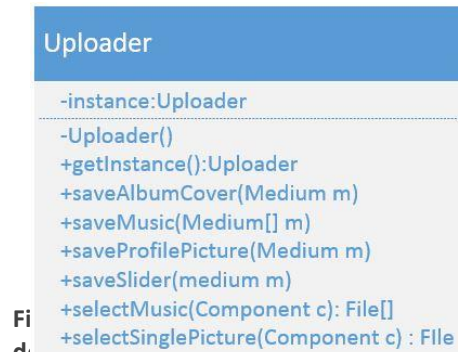 Uploader
-instance:Uploader
-Uploader()
+getInstance():Uploader
+saveAlbumCover(Medium m)
+saveMusic(Medium[] m)
+saveProfilePicture(Medium m)
+saveSlider(medium m)
+selectMusic(Component c): File[]
+selectSinglePicture(Component c) : FIle
Fi